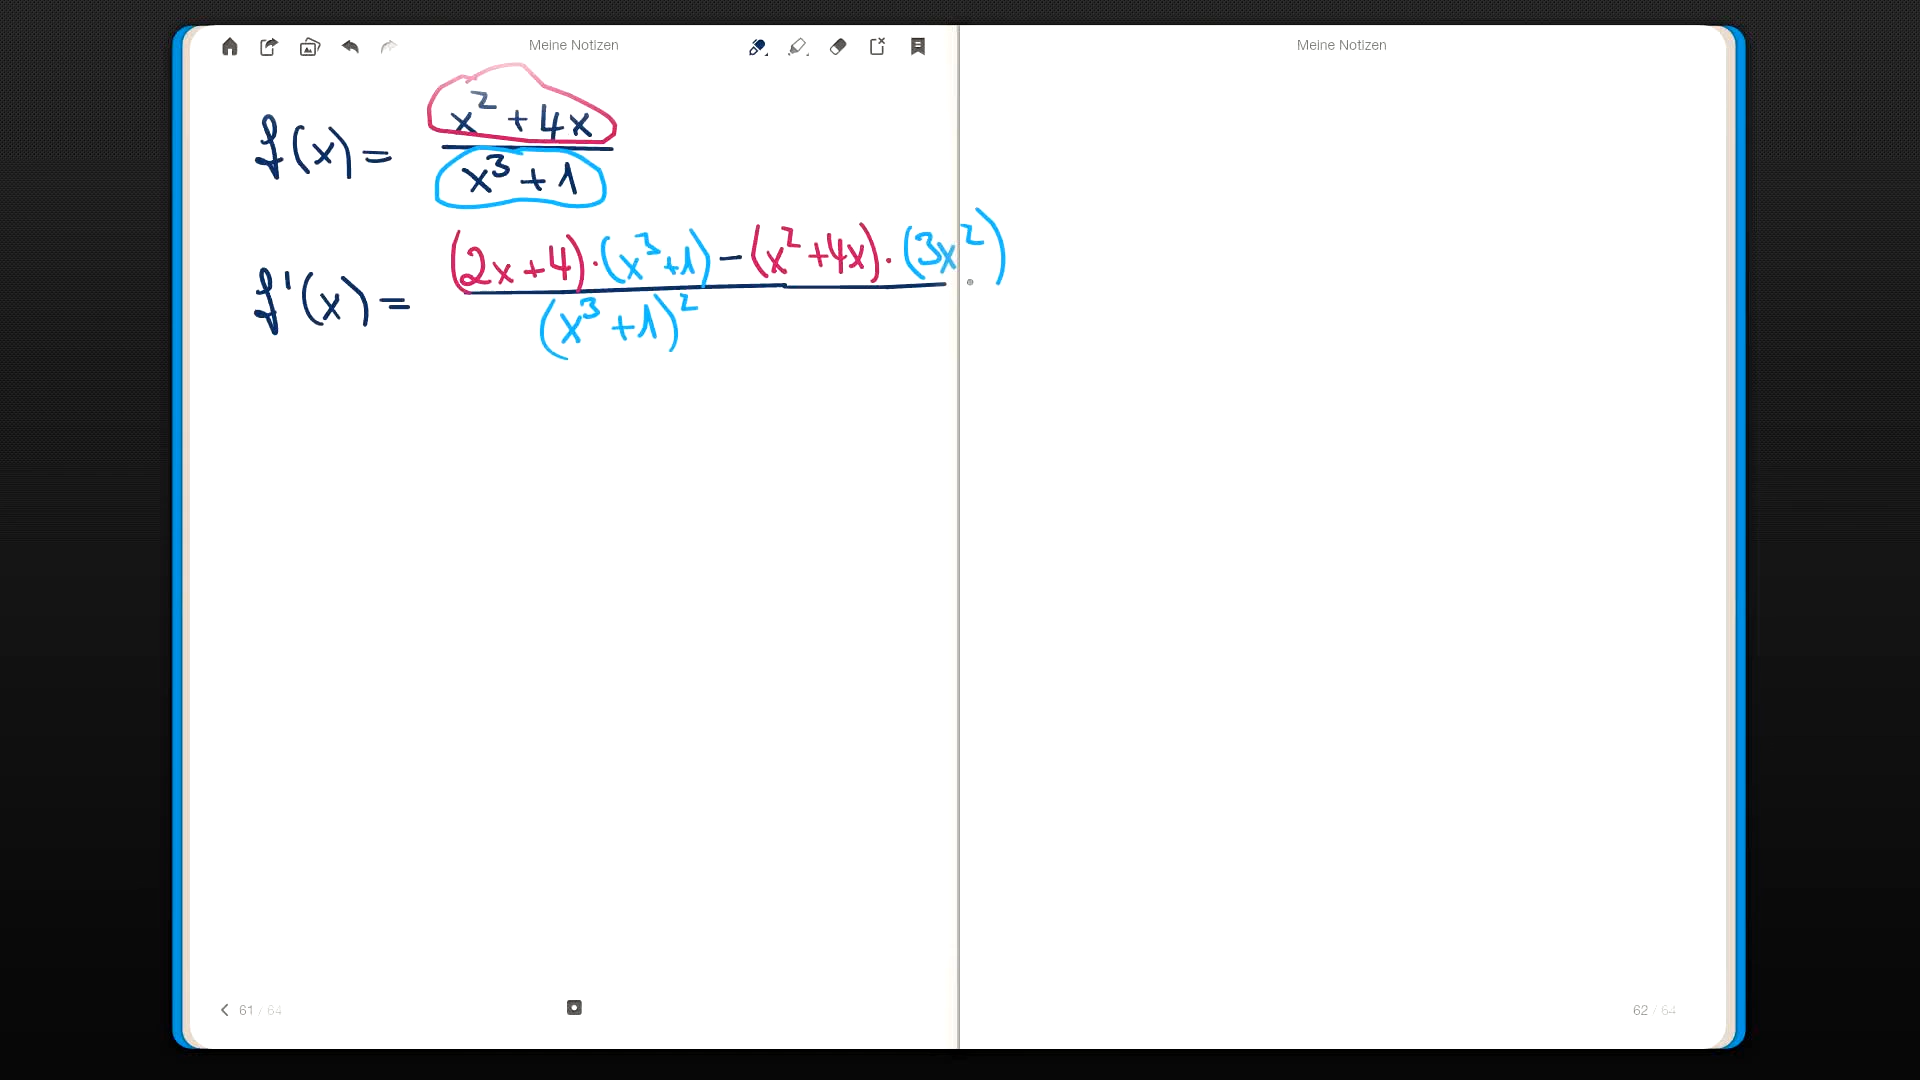 Meine Notizen
Meine Notizen
f(x) = (x² + 4x) / (x³ + 1)
f'(x) = ((2x + 4) · (x³ + 1) − (x² + 4x) · (3x²)) / (x³ + 1)²
61 / 64
62 / 64